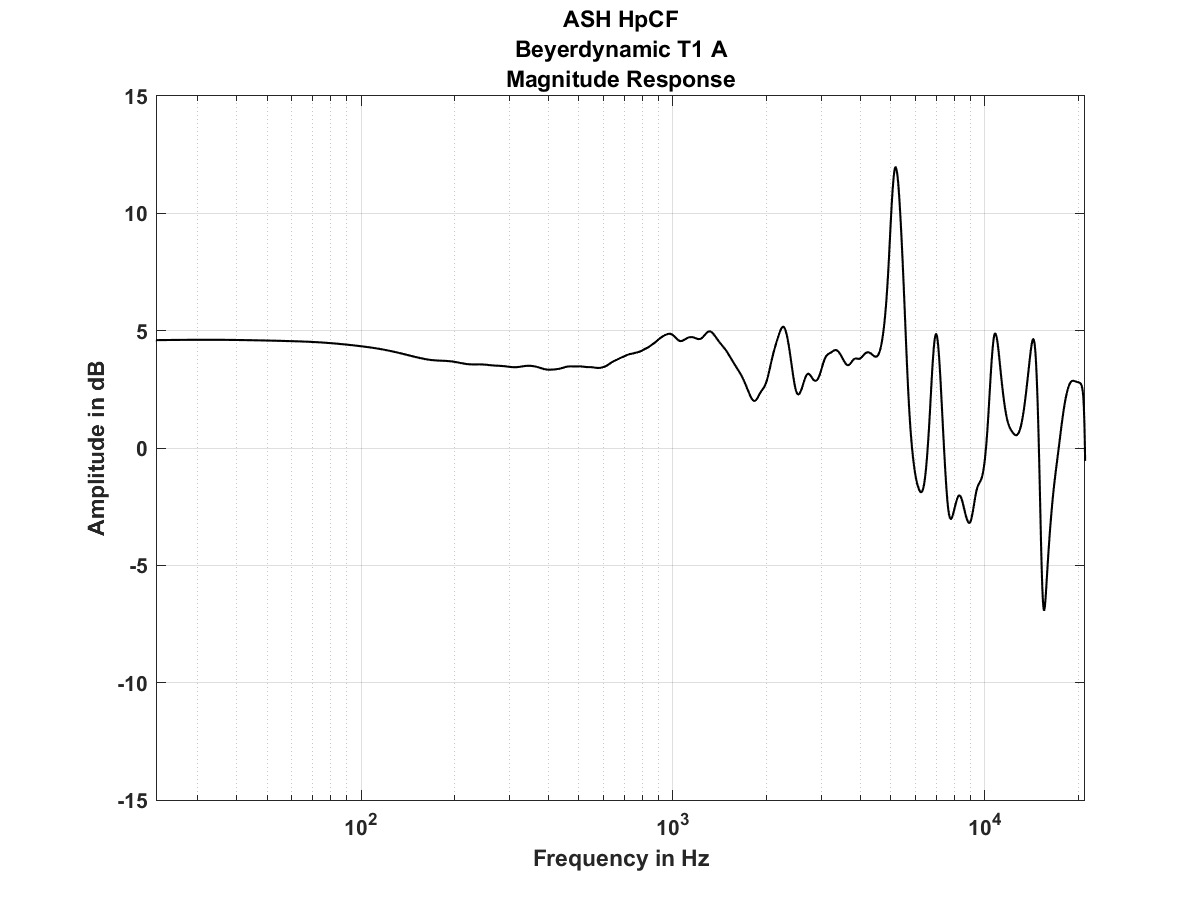 ASH HpCF
Beyerdynamic T1 A
Magnitude Response
15
10
5
0
-5
-10
-15
Amplitude in dB
10²
10³
10⁴
Frequency in Hz